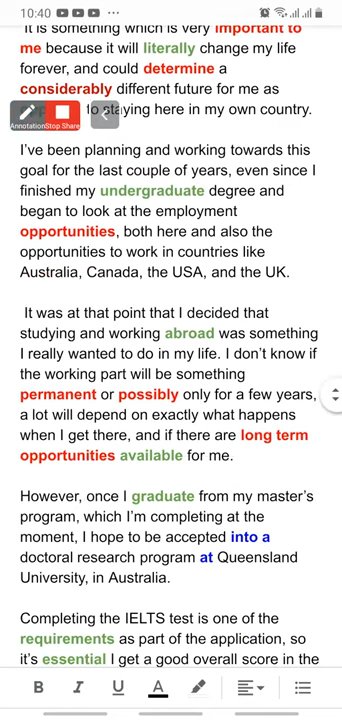 10:40
It is something which is very important to
me because it will literally change my life
forever, and could determine a
considerably different future for me as
to staying here in my own country.
Annotation Stop Share
I've been planning and working towards this
goal for the last couple of years, even since I
finished my undergraduate degree and
began to look at the employment
opportunities, both here and also the
opportunities to work in countries like
Australia, Canada, the USA, and the UK.
It was at that point that I decided that
studying and working abroad was something
I really wanted to do in my life. I don't know if
the working part will be something
permanent or possibly only for a few years,
a lot will depend on exactly what happens
when I get there, and if there are long term
opportunities available for me.
However, once I graduate from my master's
program, which I'm completing at the
moment, I hope to be accepted into a
doctoral research program at Queensland
University, in Australia.
Completing the IELTS test is one of the
requirements as part of the application, so
it's essential I get a good overall score in the
B I U A